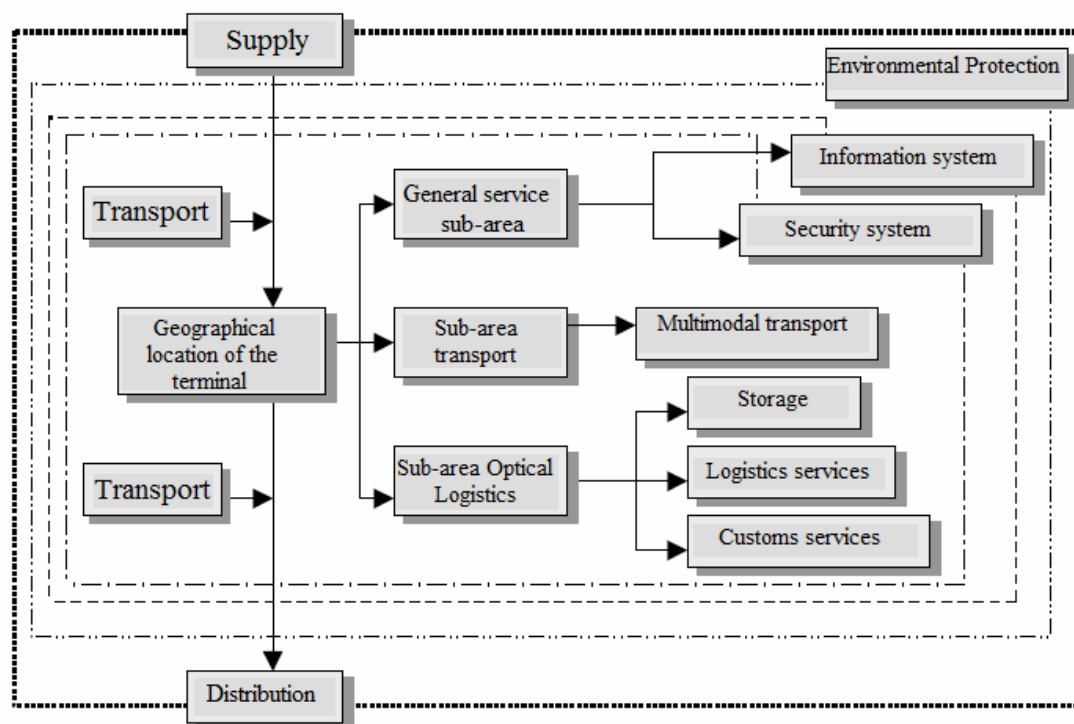 Supply
Environmental Protection
Information system
Transport
General service
sub-area
Security system
Geographical
location of the
terminal
Sub-area
transport
Multimodal transport
Storage
Transport
Sub-area Optical
Logistics
Logistics services
Customs services
Distribution